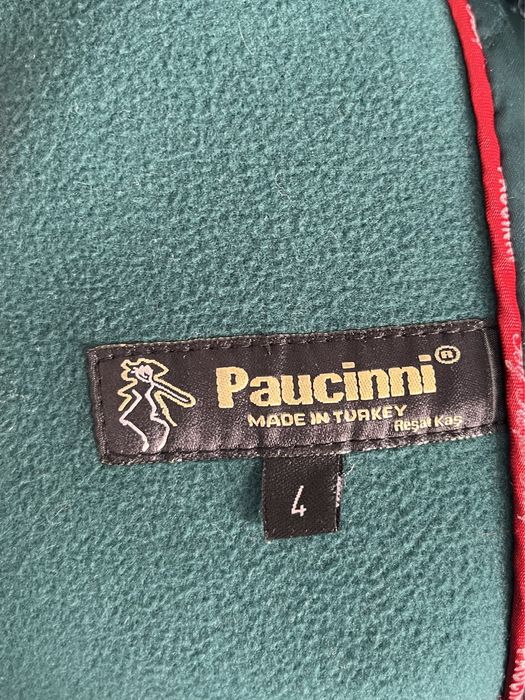 Paucinni®
MADE IN TURKEY
Reşat Kaş
4